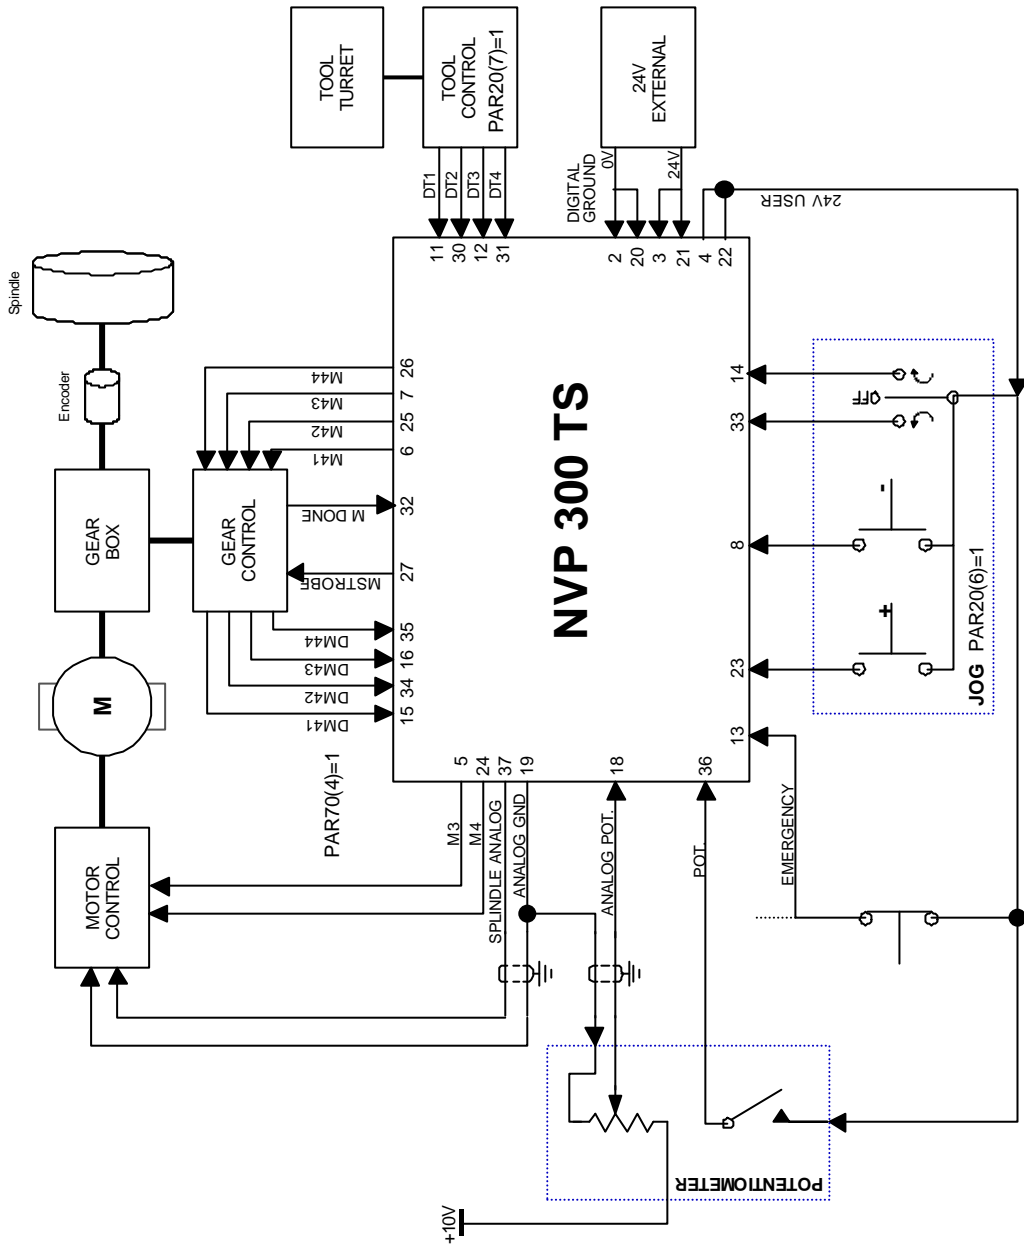 TOOL
TURRET
TOOL
CONTROL
PAR20(7)=1
24V
EXTERNAL
DT1
DT2
DT3
DT4
DIGITAL
GROUND
0V
24V
24V USER
11
30
12
31
2
20
3
21
4
22
Spindle
Encoder
GEAR
BOX
GEAR
CONTROL
M
MOTOR
CONTROL
M44
M43
M42
M41
26
7
25
6
M DONE
32
MSTROBE
27
DM44
DM43
DM42
DM41
35
16
34
15
NVP 300 TS
PAR70(4)=1
5
24
37
19
18
36
M3
M4
SPLINDLE ANALOG
ANALOG GND
ANALOG POT.
POT.
EMERGENCY
14
33
8
23
13
OFF
-
+
JOG PAR20(6)=1
POTENTIOMETER
+10V